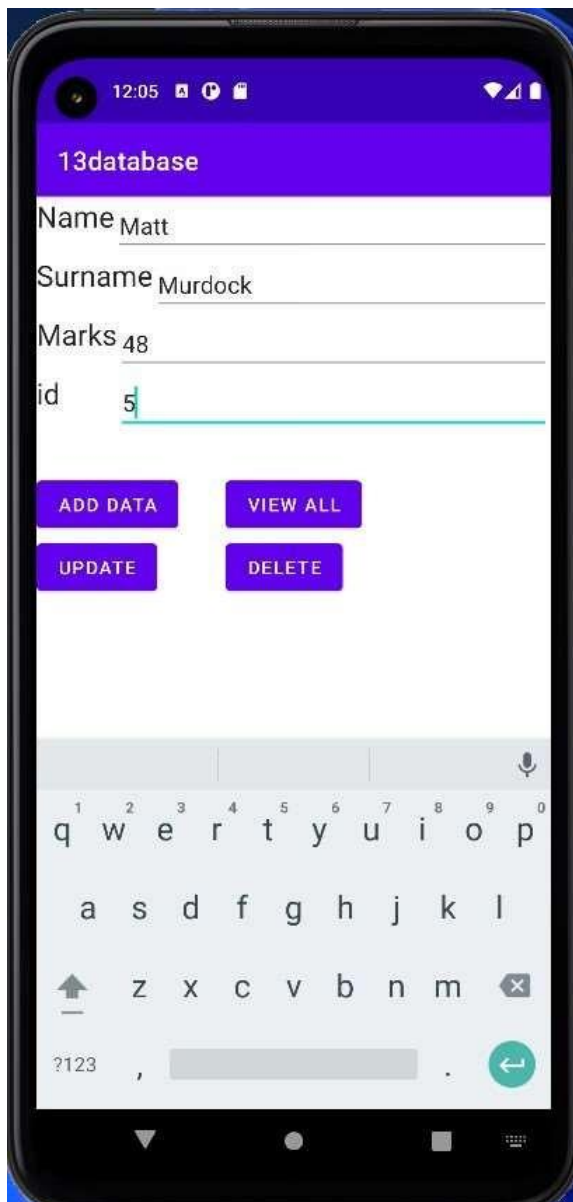 12:05
13database
Name Matt
Surname Murdock
Marks 48
id 5
ADD DATA VIEW ALL
UPDATE DELETE
1 2 3 4 5 6 7 8 9 0
q w e r t y u i o p
a s d f g h j k l
z x c v b n m
?123 , .